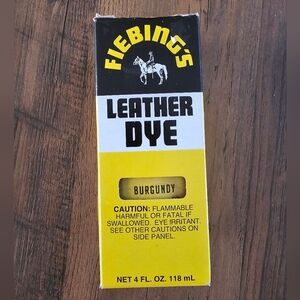 FIEBING'S
LEATHER
DYE
BURGUNDY
CAUTION: FLAMMABLE
HARMFUL OR FATAL IF
SWALLOWED. EYE IRRITANT.
SEE OTHER CAUTIONS ON
SIDE PANEL.
NET 4 FL. OZ. 118 mL